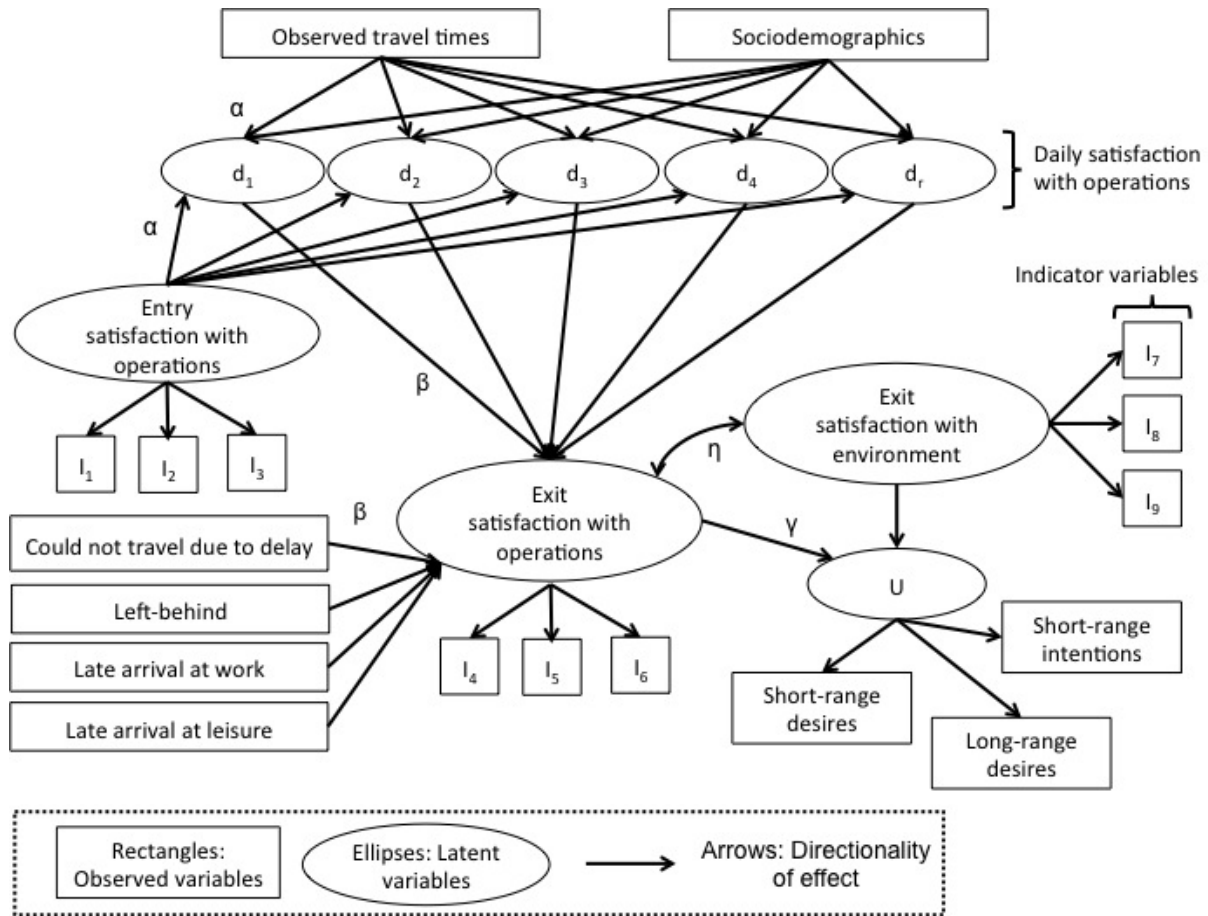 Observed travel times
Sociodemographics
α
d₁
d₂
d₃
d₄
dᵣ
Daily satisfaction
with operations
α
Entry
satisfaction with
operations
Indicator variables
I₇
I₈
I₉
β
Exit
satisfaction with
environment
η
I₁
I₂
I₃
β
Exit
satisfaction with
operations
γ
U
Could not travel due to delay
Left-behind
Late arrival at work
Late arrival at leisure
I₄
I₅
I₆
Short-range
intentions
Short-range
desires
Long-range
desires
Rectangles:
Observed variables
Ellipses: Latent
variables
Arrows: Directionality
of effect